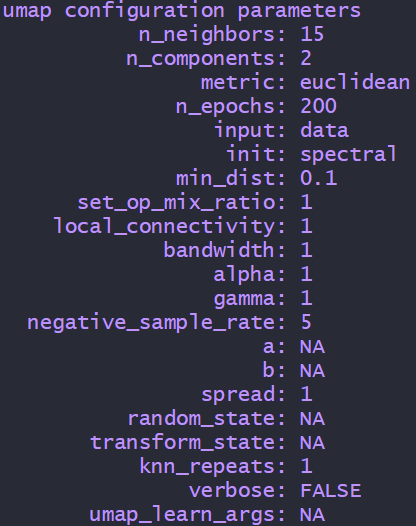 umap configuration parameters
n_neighbors: 15
n_components: 2
metric: euclidean
n_epochs: 200
input: data
init: spectral
min_dist: 0.1
set_op_mix_ratio: 1
local_connectivity: 1
bandwidth: 1
alpha: 1
gamma: 1
negative_sample_rate: 5
a: NA
b: NA
spread: 1
random_state: NA
transform_state: NA
knn_repeats: 1
verbose: FALSE
umap_learn_args: NA